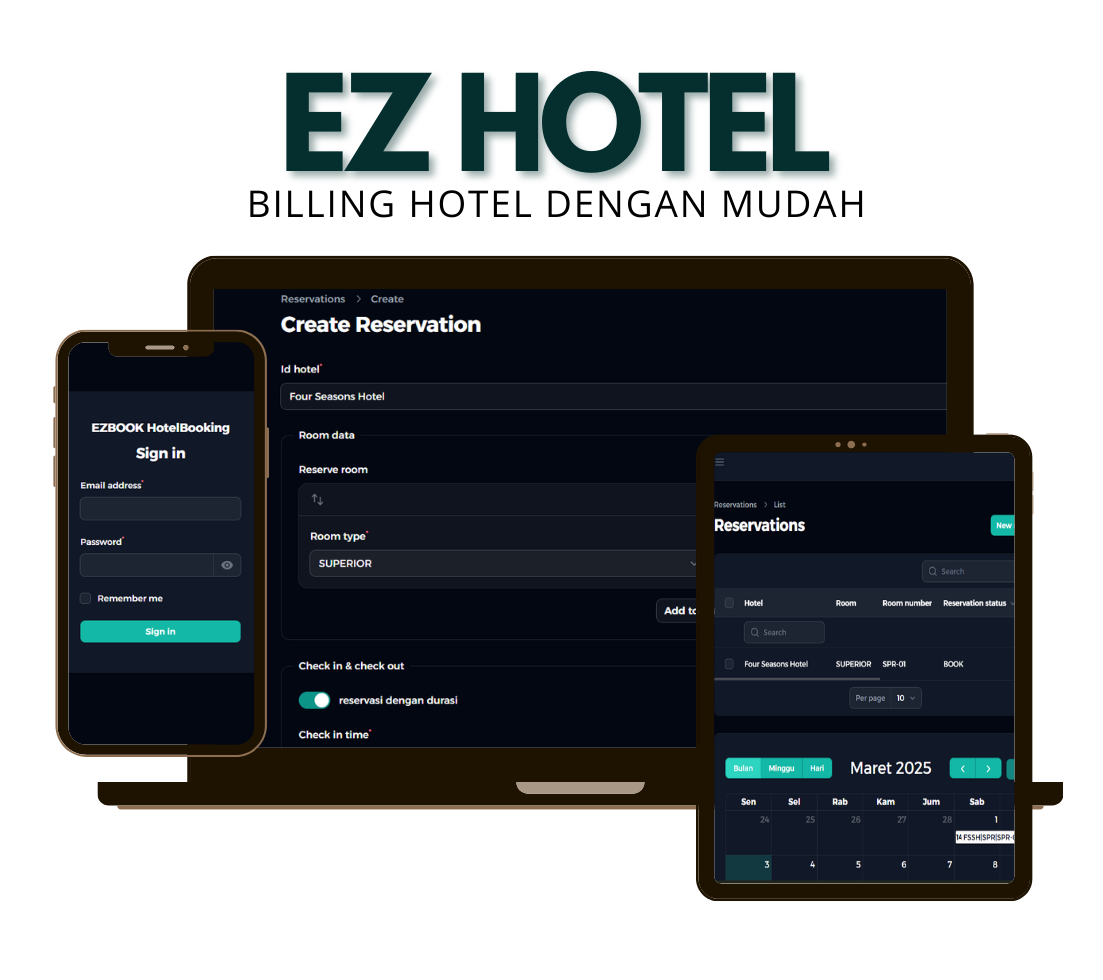 EZ HOTEL
BILLING HOTEL DENGAN MUDAH
Reservations > Create
Create Reservation
Id hotel*
Four Seasons Hotel
Room data
Reserve room
Room type*
SUPERIOR
Add to
Check in & check out
reservasi dengan durasi
Check in time*
EZBOOK HotelBooking
Sign in
Email address*
Password*
Remember me
Sign in
Reservations > List
Reservations
New
Search
Hotel Room Room number Reservation status
Search
Four Seasons Hotel SUPERIOR SPR-01 BOOK
Per page 10
Bulan Minggu Hari Maret 2025
Sen Sel Rab Kam Jum Sab
24 25 26 27 28 1
14 FSSH|SPR|SPR-
3 4 5 6 7 8